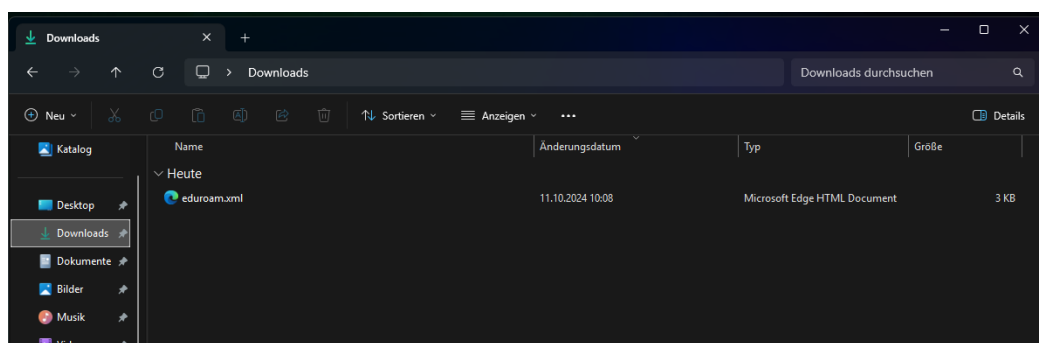 Downloads
Downloads
Downloads durchsuchen
Neu
Sortieren
Anzeigen
Details
Katalog
Name
Änderungsdatum
Typ
Größe
Heute
eduroam.xml
11.10.2024 10:08
Microsoft Edge HTML Document
3 KB
Desktop
Downloads
Dokumente
Bilder
Musik